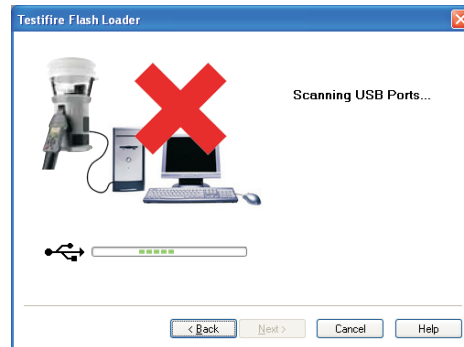 Testifire Flash Loader
Scanning USB Ports...
< Back
Next >
Cancel
Help